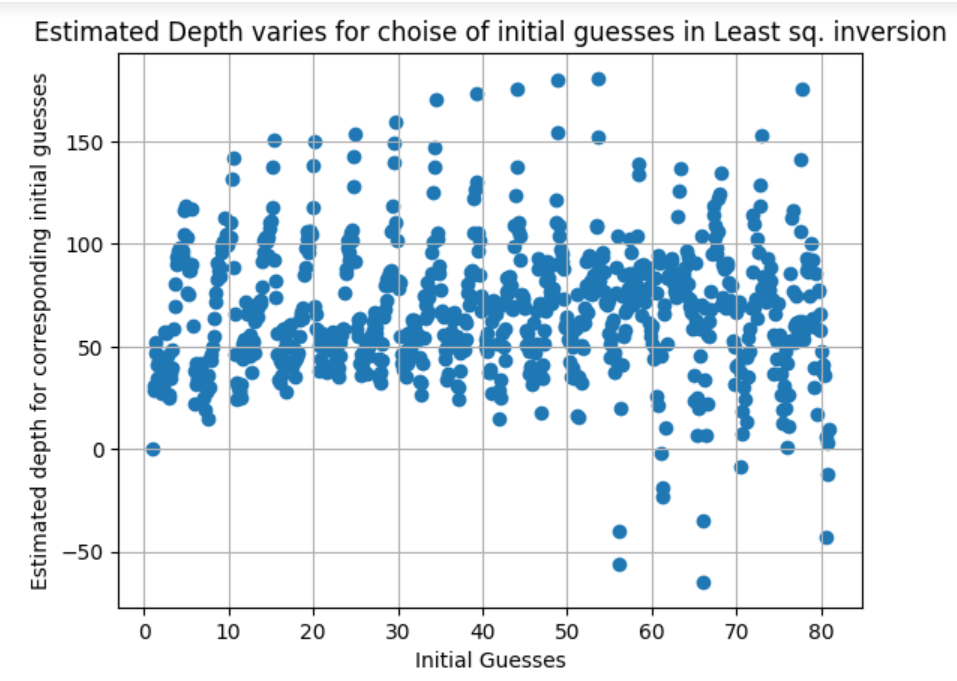 Estimated Depth varies for choise of initial guesses in Least sq. inversion
Estimated depth for corresponding initial guesses
150
100
50
0
−50
0 10 20 30 40 50 60 70 80
Initial Guesses